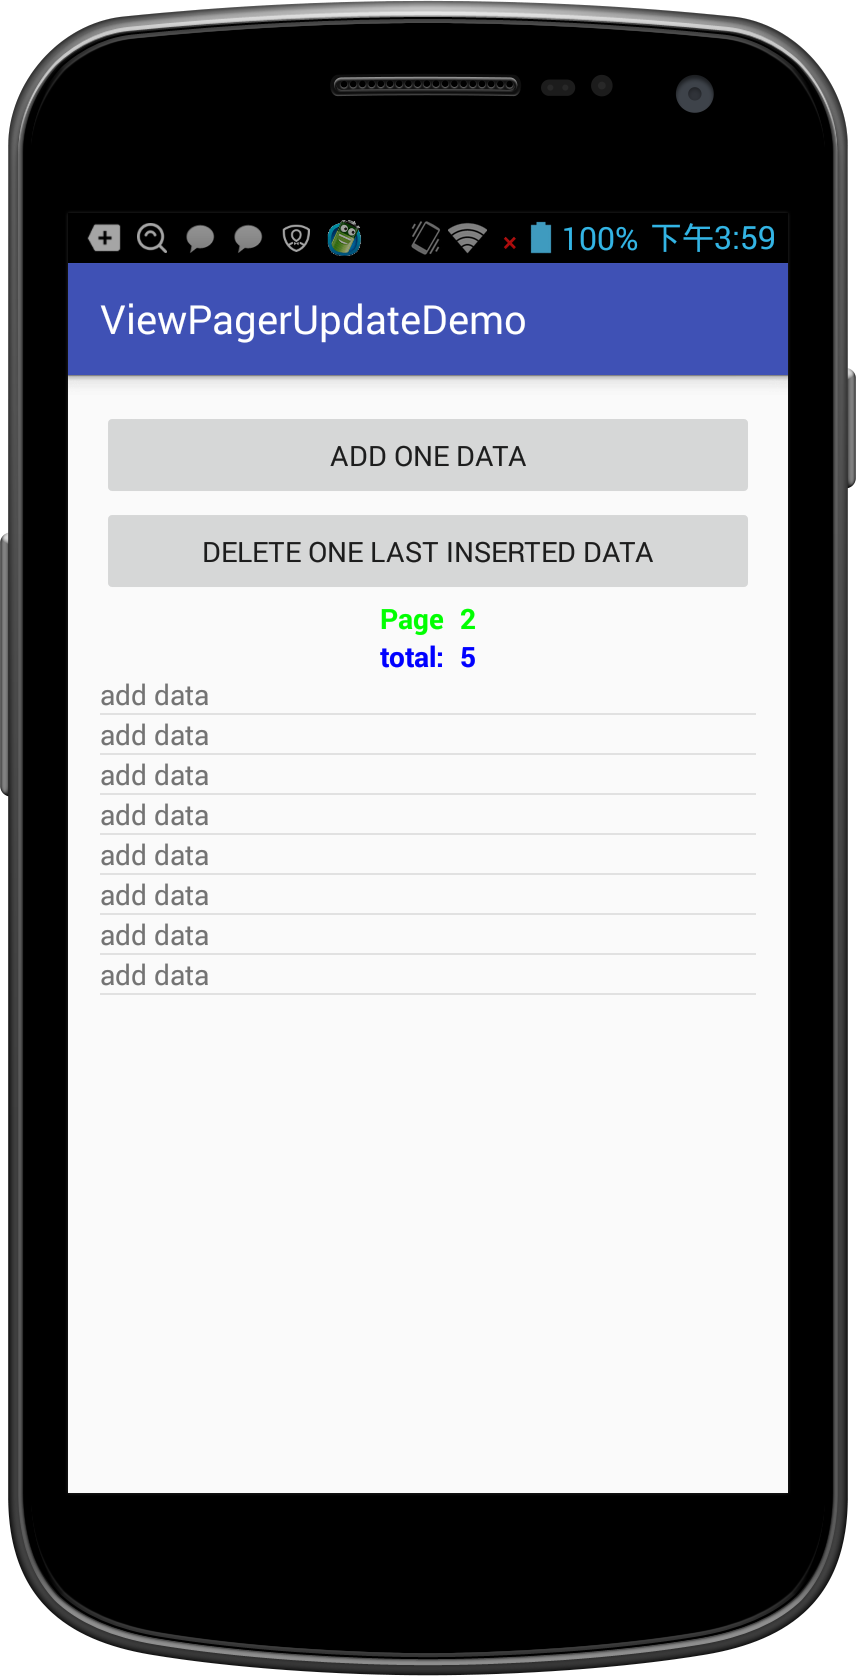 100% 下午3:59
ViewPagerUpdateDemo
ADD ONE DATA
DELETE ONE LAST INSERTED DATA
Page 2
total: 5
add data
add data
add data
add data
add data
add data
add data
add data